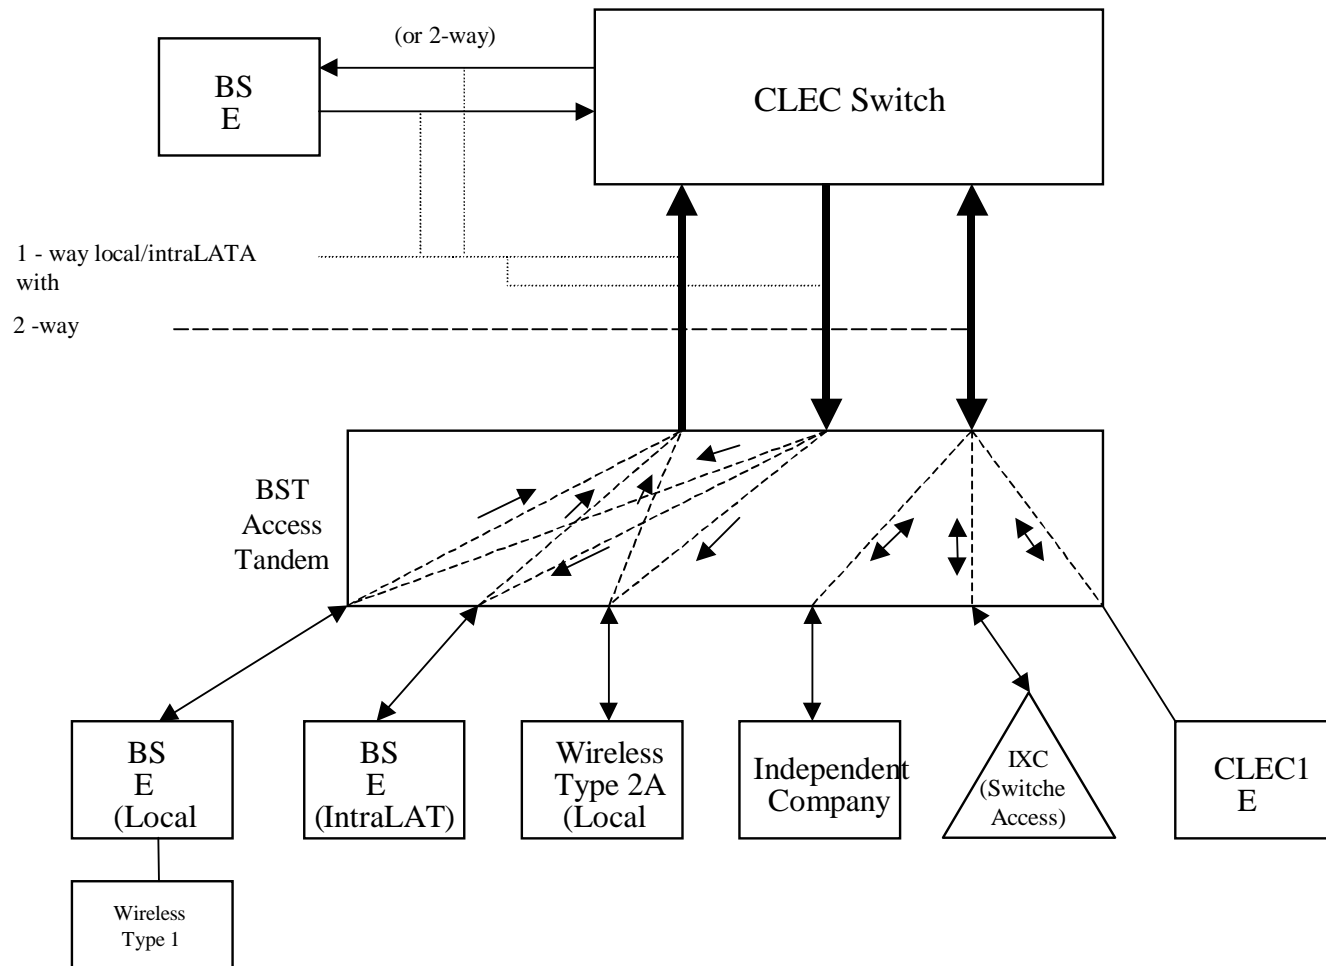 (or 2-way)
BS
E
CLEC Switch
1 - way local/intraLATA
with
2 -way
BST
Access
Tandem
BS
E
(Local
BS
E
(IntraLAT)
Wireless
Type 2A
(Local
Independent
Company
IXC
(Switche
Access)
CLEC1
E
Wireless
Type 1